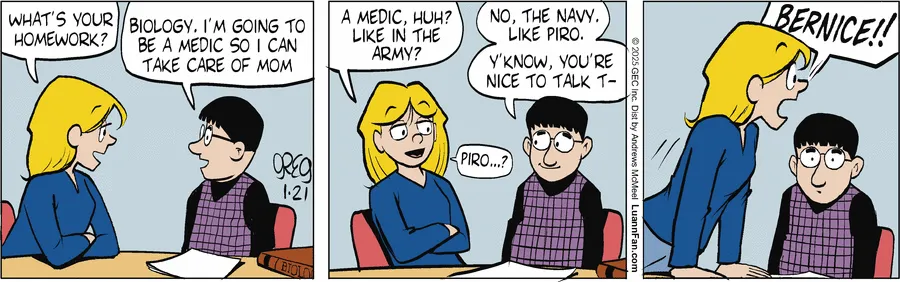 WHAT'S YOUR
HOMEWORK?
BIOLOGY. I'M GOING TO
BE A MEDIC SO I CAN
TAKE CARE OF MOM
GREG
1·21
BIOLO
A MEDIC, HUH?
LIKE IN THE
ARMY?
NO, THE NAVY.
LIKE PIRO.
Y'KNOW, YOU'RE
NICE TO TALK T-
PIRO...?
© 2025 GEC Inc. Dist by Andrews McMeel LuannFan.com
BERNICE!!